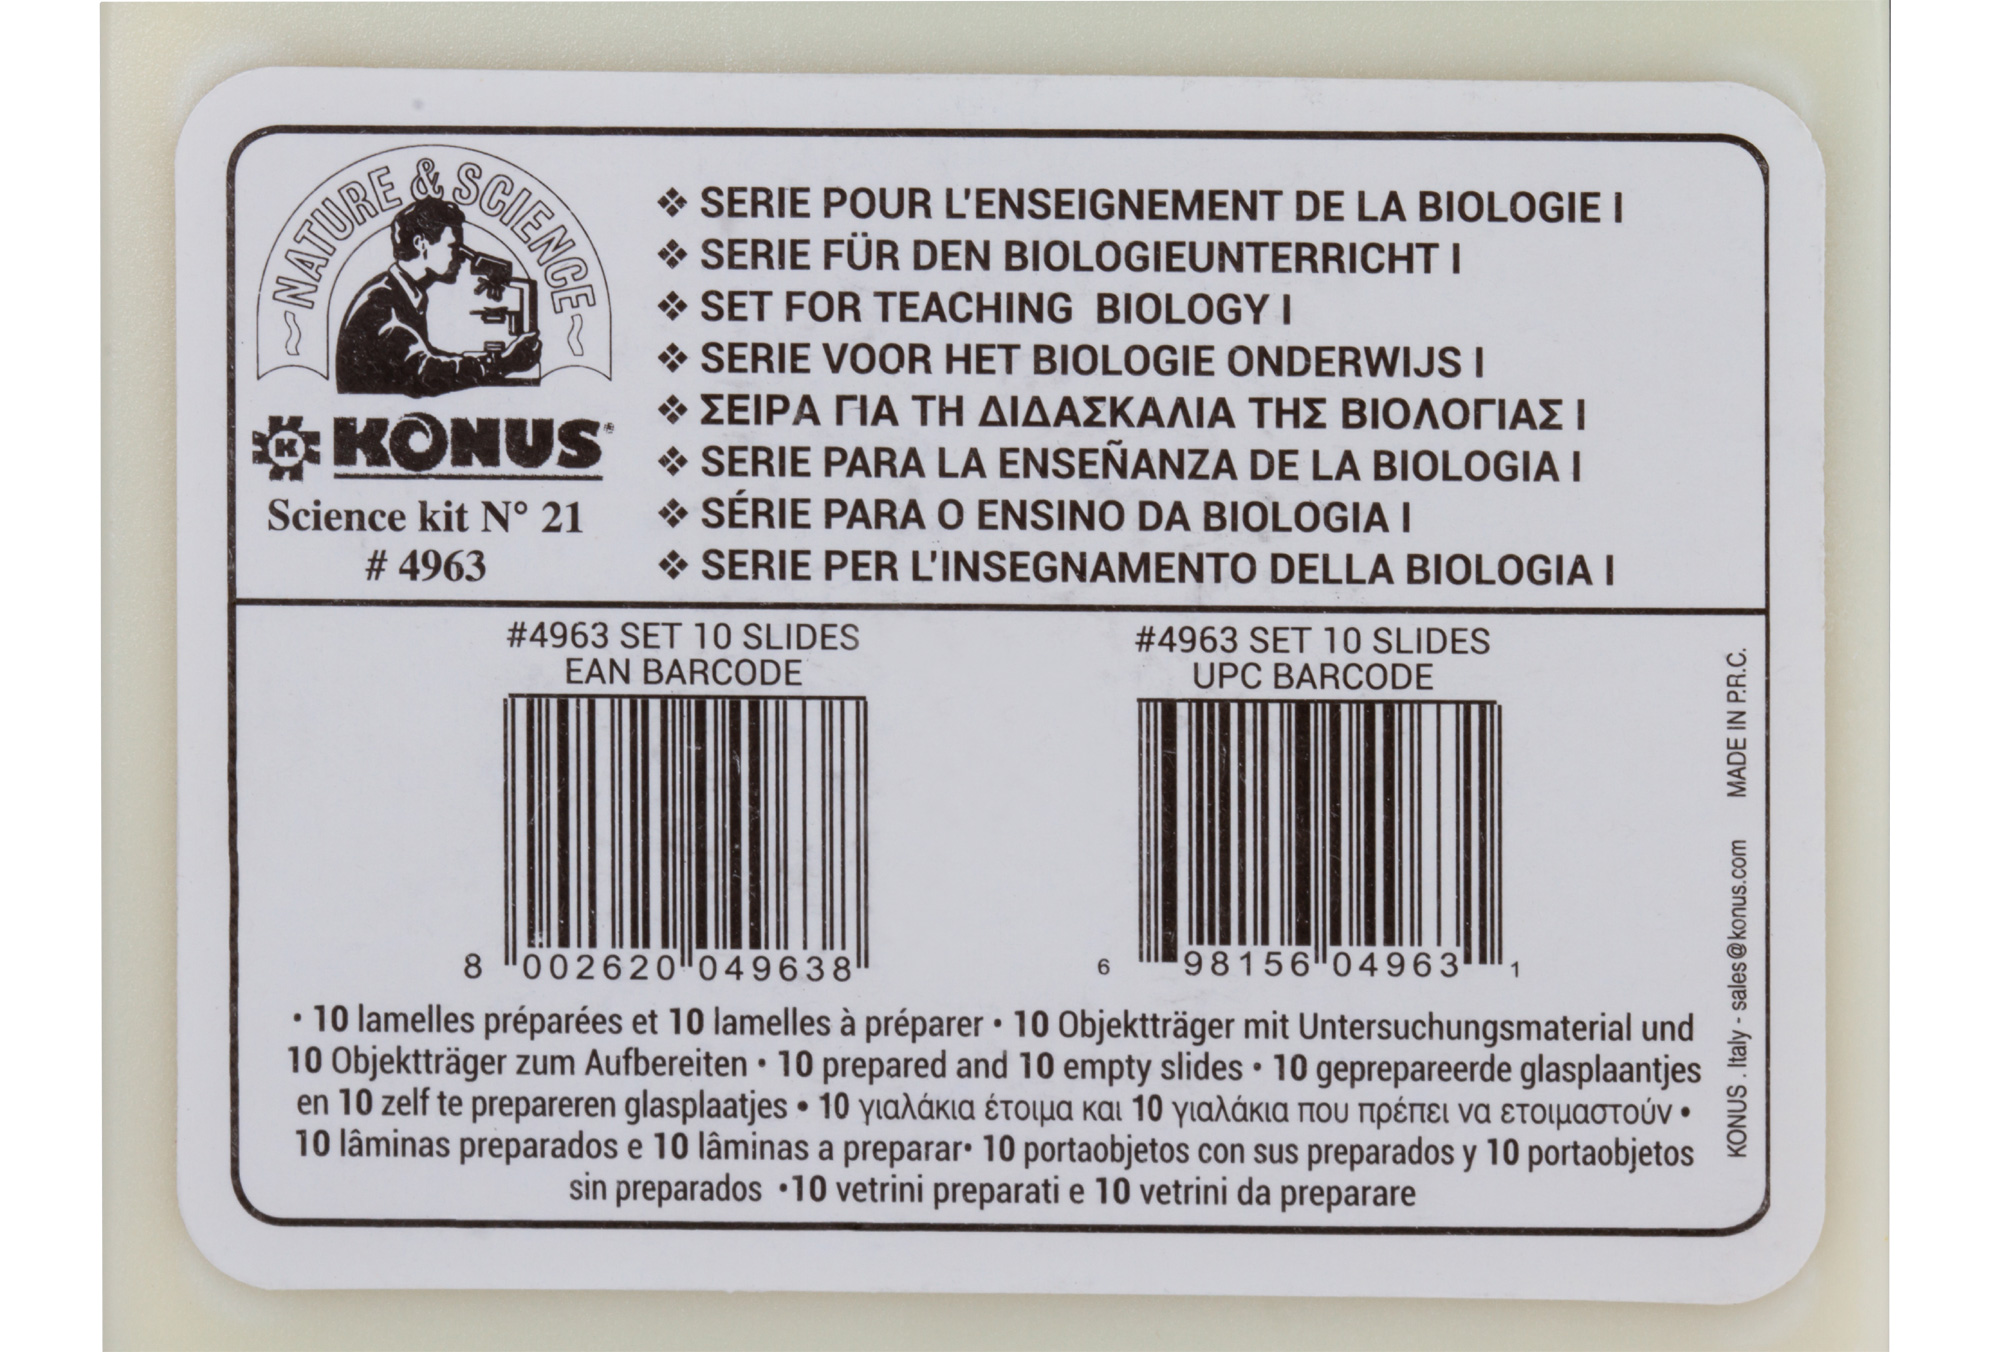 ~NATURE & SCIENCE~
K KONUS®
Science kit N° 21
# 4963
❖ SERIE POUR L'ENSEIGNEMENT DE LA BIOLOGIE I
❖ SERIE FÜR DEN BIOLOGIEUNTERRICHT I
❖ SET FOR TEACHING BIOLOGY I
❖ SERIE VOOR HET BIOLOGIE ONDERWIJS I
❖ ΣΕΙΡΑ ΓΙΑ ΤΗ ΔΙΔΑΣΚΑΛΙΑ ΤΗΣ ΒΙΟΛΟΓΙΑΣ I
❖ SERIE PARA LA ENSEÑANZA DE LA BIOLOGIA I
❖ SÉRIE PARA O ENSINO DA BIOLOGIA I
❖ SERIE PER L'INSEGNAMENTO DELLA BIOLOGIA I
#4963 SET 10 SLIDES
EAN BARCODE
8 002620 049638
#4963 SET 10 SLIDES
UPC BARCODE
6 98156 04963 1
• 10 lamelles préparées et 10 lamelles à préparer • 10 Objektträger mit Untersuchungsmaterial und
10 Objektträger zum Aufbereiten • 10 prepared and 10 empty slides • 10 geprepareerde glasplaantjes
en 10 zelf te prepareren glasplaatjes • 10 γιαλάκια έτοιμα και 10 γιαλάκια που πρέπει να ετοιμαστούν •
10 lâminas preparados e 10 lâminas a preparar• 10 portaobjetos con sus preparados y 10 portaobjetos
sin preparados •10 vetrini preparati e 10 vetrini da preparare
KONUS . Italy - sales@konus.com MADE IN P.R.C.